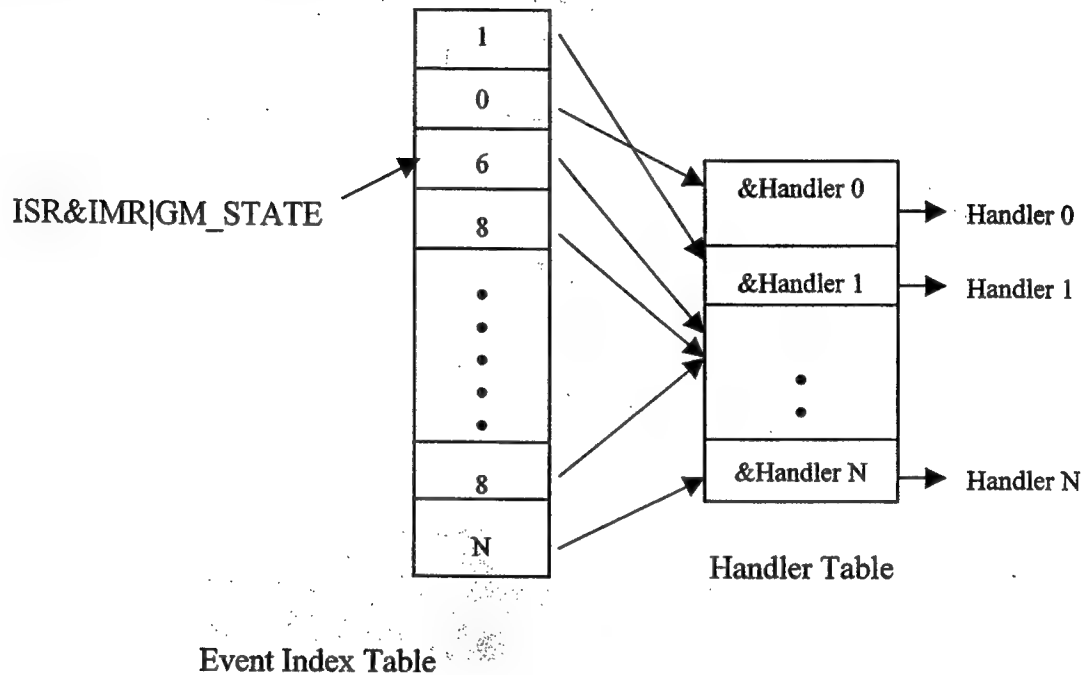 1
0
6
8
8
N
ISR&IMR|GM_STATE
&Handler 0
&Handler 1
&Handler N
Handler 0
Handler 1
Handler N
Handler Table
Event Index Table